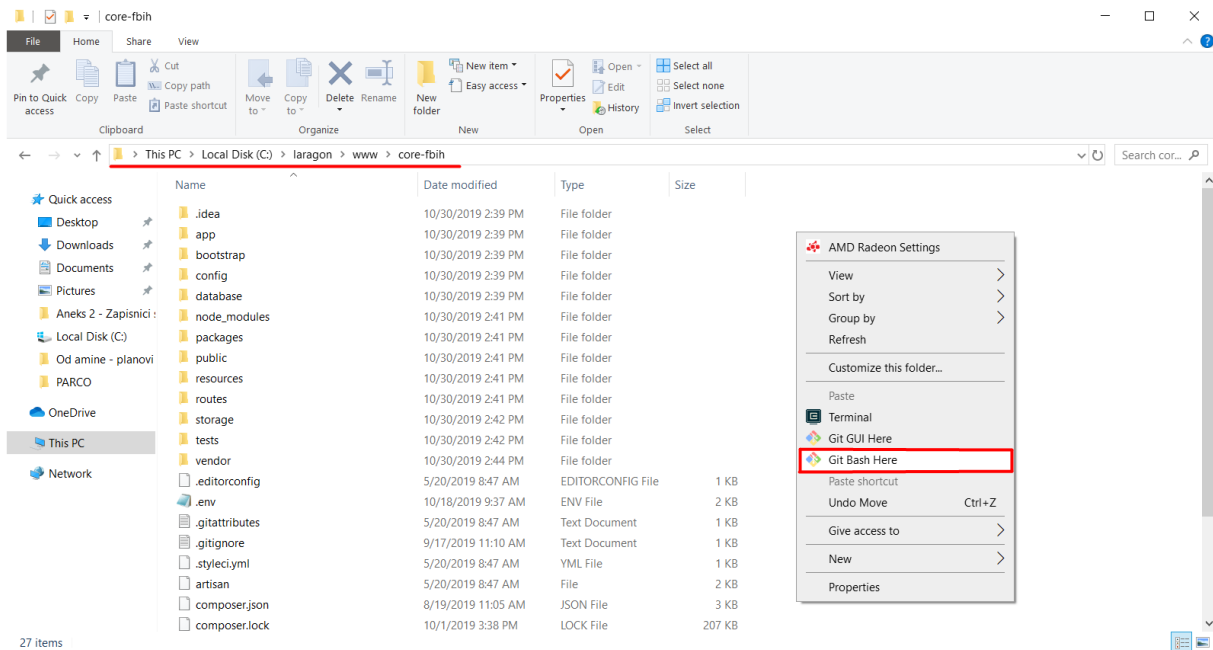 core-fbih
File Home Share View
Pin to Quick access
Copy
Paste
Cut
Copy path
Paste shortcut
Clipboard
Move to
Copy to
Delete
Rename
Organize
New folder
New item
Easy access
New
Properties
Open
Edit
History
Open
Select all
Select none
Invert selection
Select
This PC > Local Disk (C:) > laragon > www > core-fbih
Search cor...
Quick access
Desktop
Downloads
Documents
Pictures
Aneks 2 - Zapisnici
Local Disk (C:)
Od amine - planovi
PARCO
OneDrive
This PC
Network
Name Date modified Type Size
.idea 10/30/2019 2:39 PM File folder
app 10/30/2019 2:39 PM File folder
bootstrap 10/30/2019 2:39 PM File folder
config 10/30/2019 2:39 PM File folder
database 10/30/2019 2:39 PM File folder
node_modules 10/30/2019 2:41 PM File folder
packages 10/30/2019 2:41 PM File folder
public 10/30/2019 2:41 PM File folder
resources 10/30/2019 2:41 PM File folder
routes 10/30/2019 2:41 PM File folder
storage 10/30/2019 2:42 PM File folder
tests 10/30/2019 2:42 PM File folder
vendor 10/30/2019 2:44 PM File folder
.editorconfig 5/20/2019 8:47 AM EDITORCONFIG File 1 KB
.env 10/18/2019 9:37 AM ENV File 2 KB
.gitattributes 5/20/2019 8:47 AM Text Document 1 KB
.gitignore 9/17/2019 11:10 AM Text Document 1 KB
.styleci.yml 5/20/2019 8:47 AM YML File 1 KB
artisan 5/20/2019 8:47 AM File 2 KB
composer.json 8/19/2019 11:05 AM JSON File 3 KB
composer.lock 10/1/2019 3:38 PM LOCK File 207 KB
AMD Radeon Settings
View
Sort by
Group by
Refresh
Customize this folder...
Paste
Terminal
Git GUI Here
Git Bash Here
Paste shortcut
Undo Move Ctrl+Z
Give access to
New
Properties
27 items